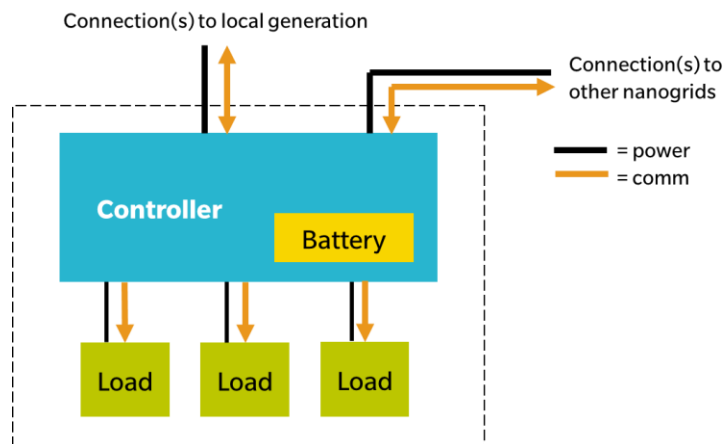 Connection(s) to local generation
Connection(s) to
other nanogrids
= power
= comm
Controller
Battery
Load
Load
Load